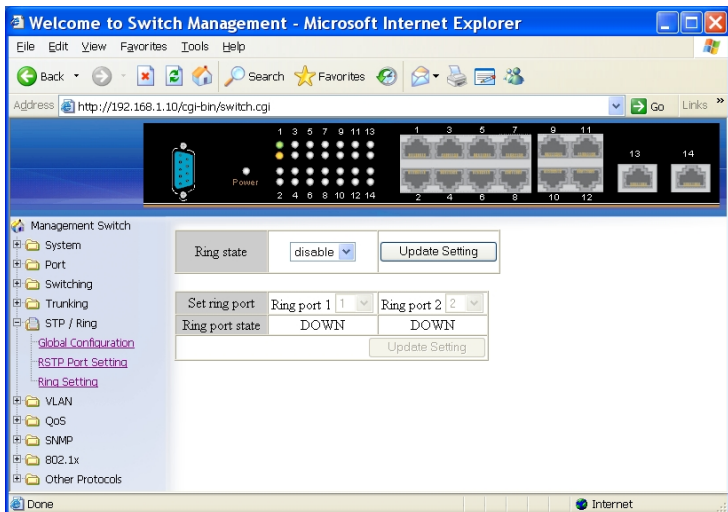 Welcome to Switch Management - Microsoft Internet Explorer
File Edit View Favorites Tools Help
Back Search Favorites
Address http://192.168.1.10/cgi-bin/switch.cgi Go Links »
1 3 5 7 9 11 13
Power
2 4 6 8 10 12 14
1 3 5 7 9 11
13 14
2 4 6 8 10 12
Management Switch
System
Port
Switching
Trunking
STP / Ring
Global Configuration
RSTP Port Setting
Ring Setting
VLAN
QoS
SNMP
802.1x
Other Protocols
Ring state disable Update Setting
Set ring port Ring port 1 1 Ring port 2 2
Ring port state DOWN DOWN
Update Setting
Done Internet